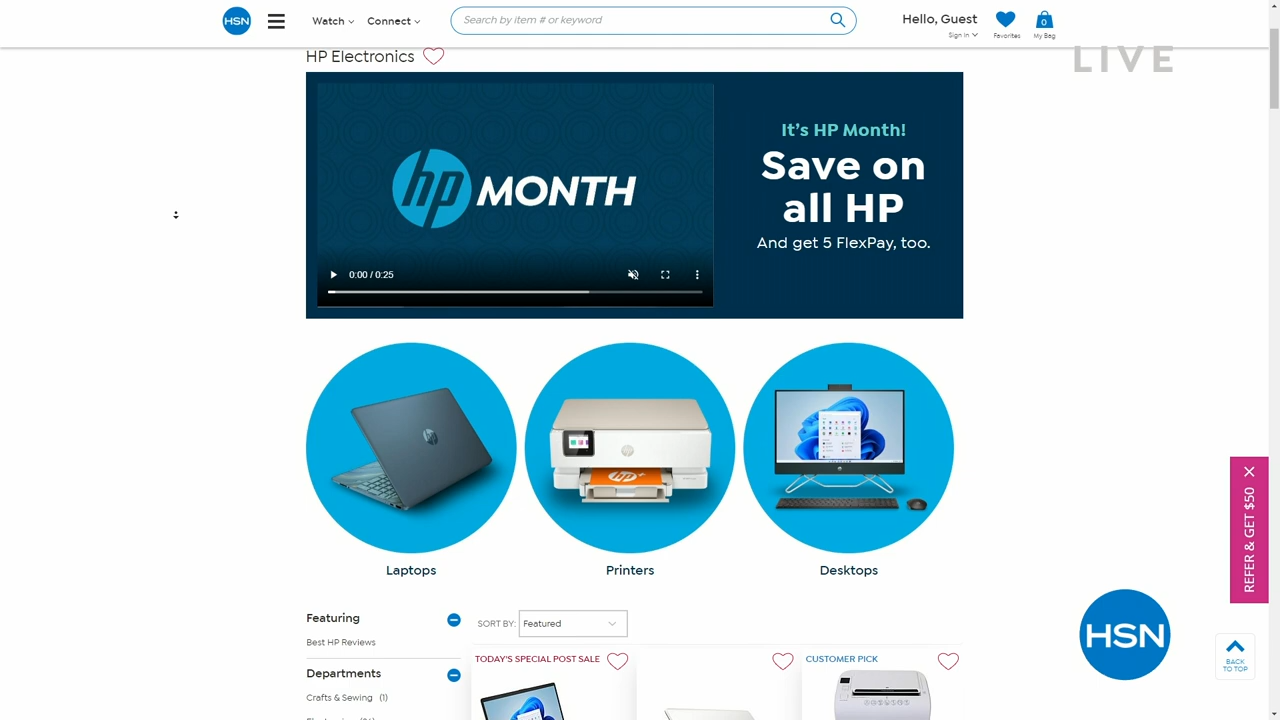 HSN
Watch
Connect
Search by item # or keyword
Hello, Guest
Sign In
Favorites
0
My Bag
HP Electronics
LIVE
hp MONTH
0:00 / 0:25
It's HP Month!
Save on
all HP
And get 5 FlexPay, too.
Laptops
Printers
Desktops
REFER & GET $50
Featuring
Best HP Reviews
Departments
Crafts & Sewing (1)
SORT BY:
Featured
TODAY'S SPECIAL POST SALE
CUSTOMER PICK
HSN
BACK
TO TOP